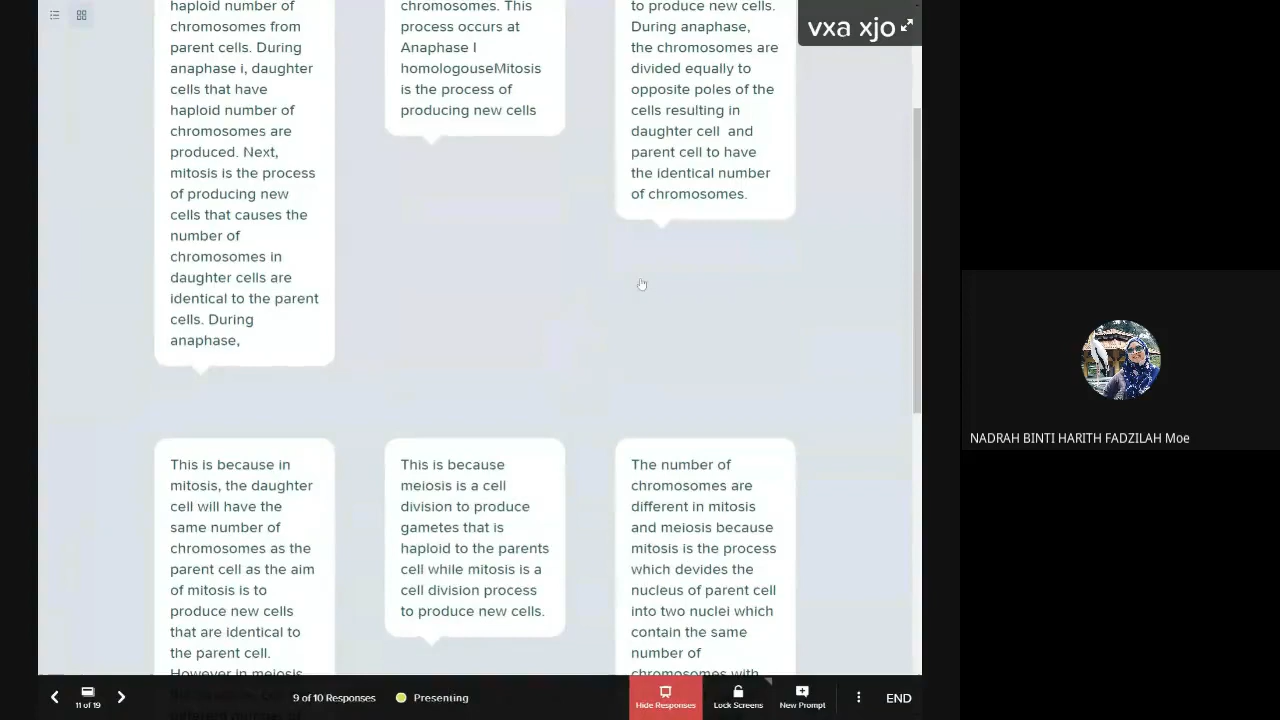 haploid number of
chromosomes from
parent cells. During
anaphase i, daughter
cells that have
haploid number of
chromosomes are
produced. Next,
mitosis is the process
of producing new
cells that causes the
number of
chromosomes in
daughter cells are
identical to the parent
cells. During
anaphase,
chromosomes. This
process occurs at
Anaphase I
homologouseMitosis
is the process of
producing new cells
to produce new cells.
During anaphase,
the chromosomes are
divided equally to
opposite poles of the
cells resulting in
daughter cell and
parent cell to have
the identical number
of chromosomes.
vxa xjo
This is because in
mitosis, the daughter
cell will have the
same number of
chromosomes as the
parent cell as the aim
of mitosis is to
produce new cells
that are identical to
the parent cell.
However in meiosis
This is because
meiosis is a cell
division to produce
gametes that is
haploid to the parents
cell while mitosis is a
cell division process
to produce new cells.
The number of
chromosomes are
different in mitosis
and meiosis because
mitosis is the process
which devides the
nucleus of parent cell
into two nuclei which
contain the same
number of
chromosomes with
NADRAH BINTI HARITH FADZILAH Moe
11 of 19
9 of 10 Responses
Presenting
Hide Responses
Lock Screens
New Prompt
END